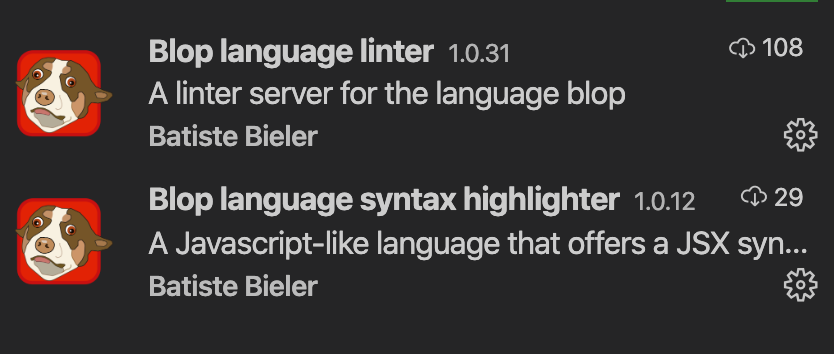 Blop language linter 1.0.31 108
A linter server for the language blop
Batiste Bieler
Blop language syntax highlighter 1.0.12 29
A Javascript-like language that offers a JSX syn...
Batiste Bieler